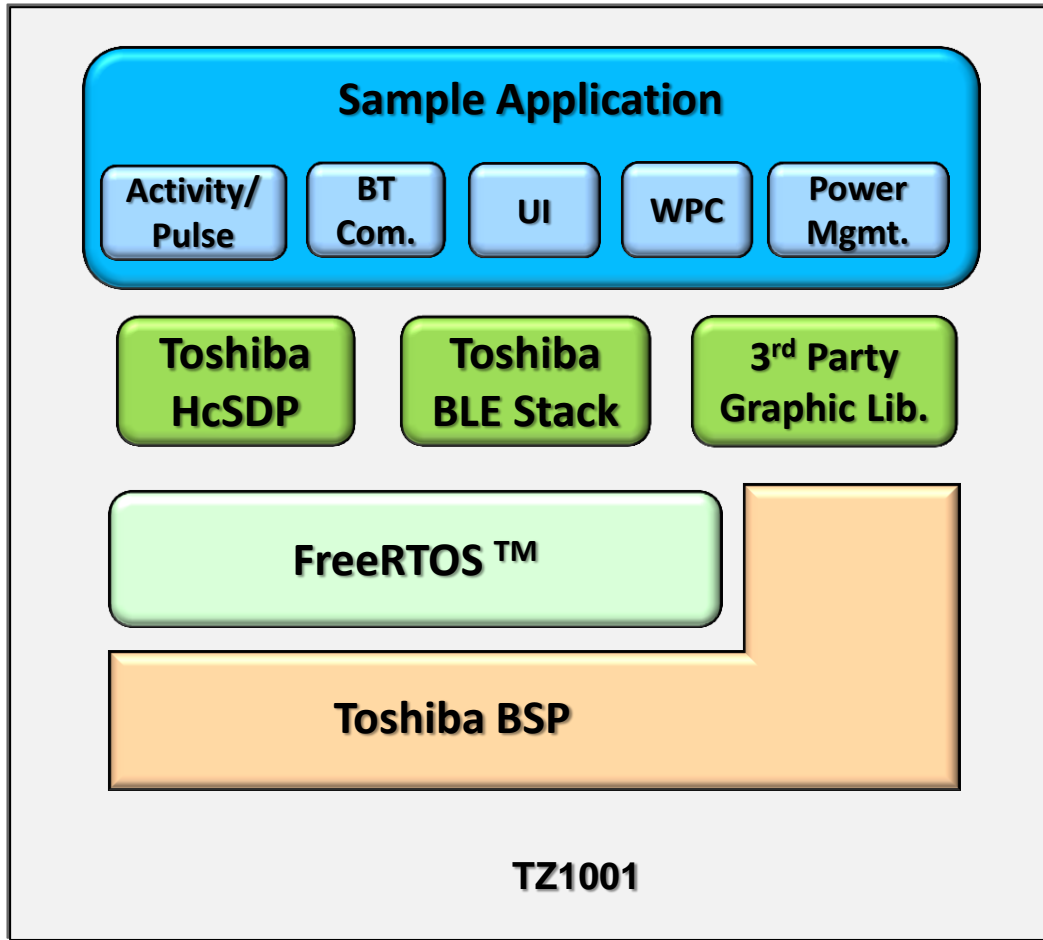 Sample Application
Activity/
Pulse
BT
Com.
UI
WPC
Power
Mgmt.
Toshiba
HcSDP
Toshiba
BLE Stack
3rd Party
Graphic Lib.
FreeRTOS TM
Toshiba BSP
TZ1001